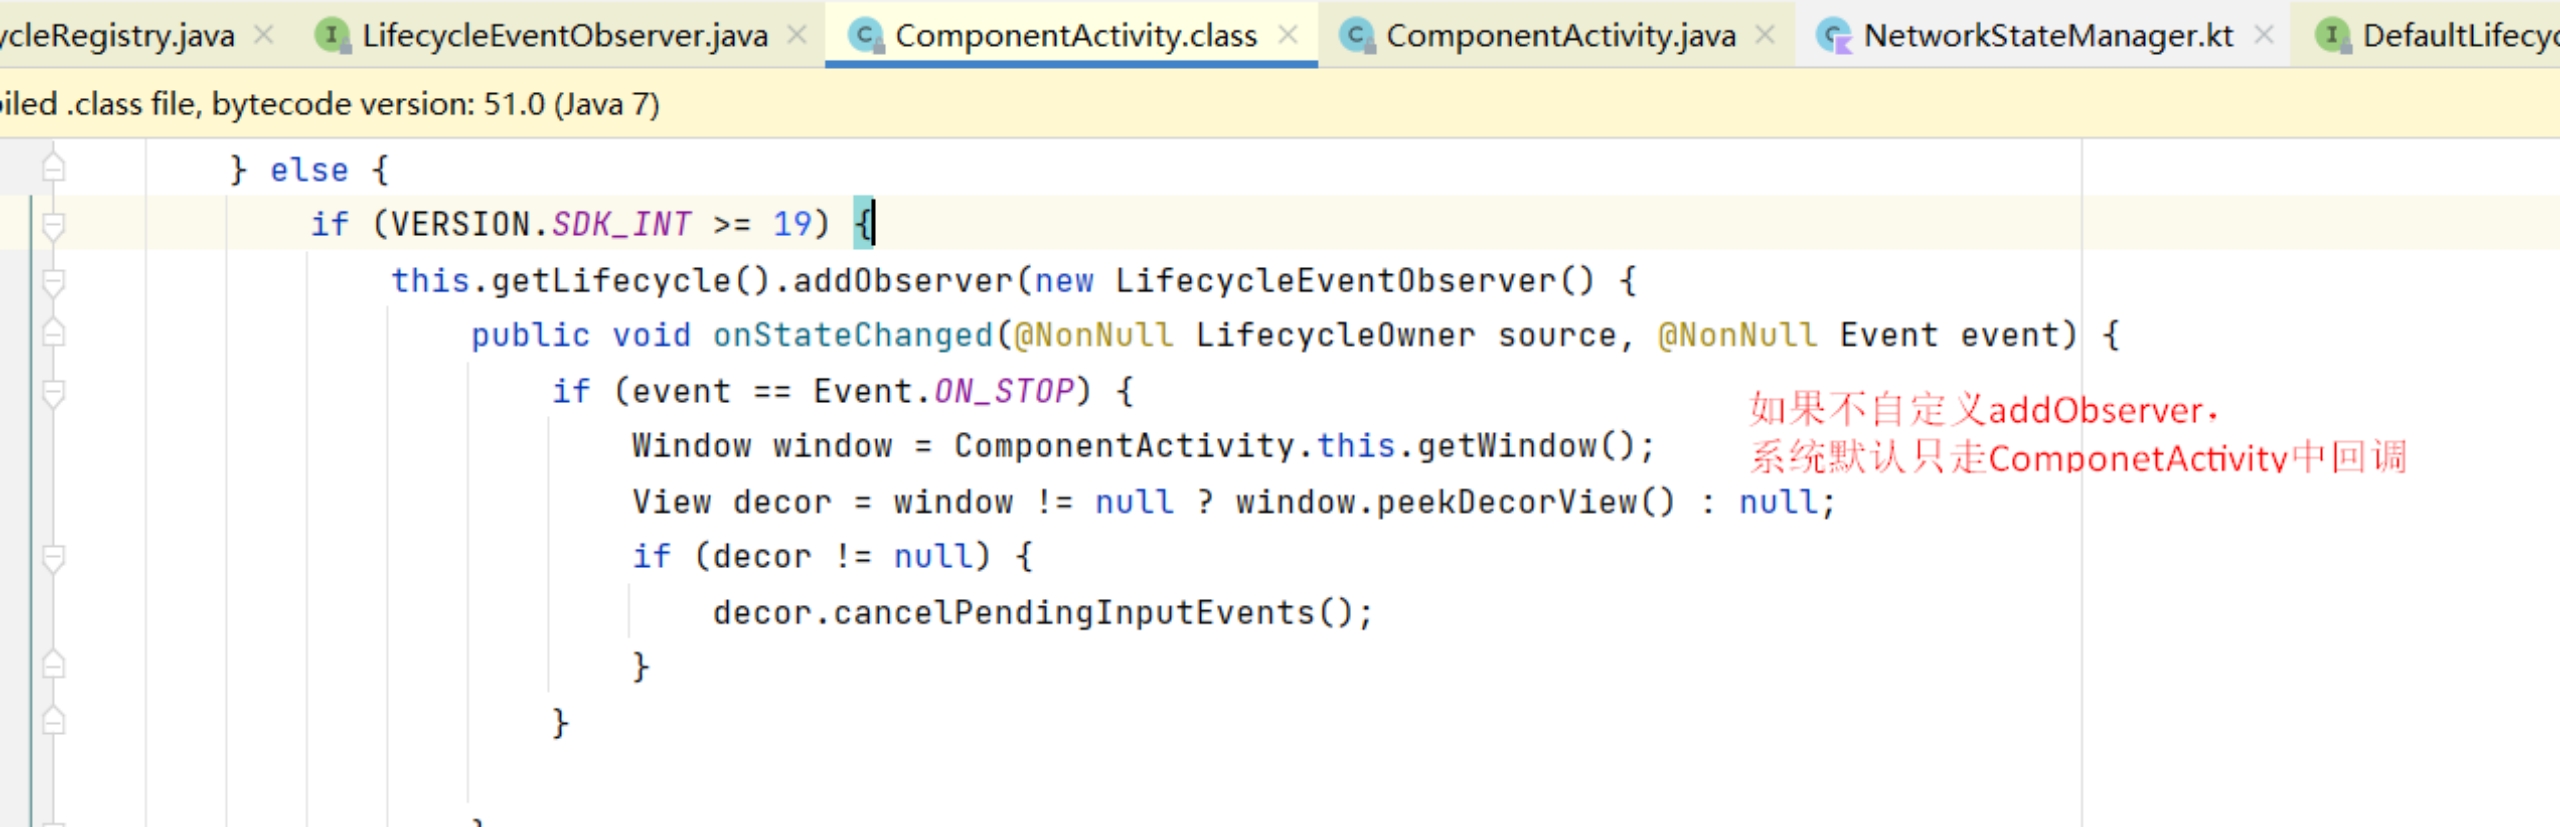 ycleRegistry.java LifecycleEventObserver.java ComponentActivity.class ComponentActivity.java NetworkStateManager.kt DefaultLifecyc
iled .class file, bytecode version: 51.0 (Java 7)
} else {
if (VERSION.SDK_INT >= 19) {
this.getLifecycle().addObserver(new LifecycleEventObserver() {
public void onStateChanged(@NonNull LifecycleOwner source, @NonNull Event event) {
if (event == Event.ON_STOP) {
如果不自定义addObserver,
Window window = ComponentActivity.this.getWindow();
系统默认只走ComponetActivity中回调
View decor = window != null ? window.peekDecorView() : null;
if (decor != null) {
decor.cancelPendingInputEvents();
}
}
}